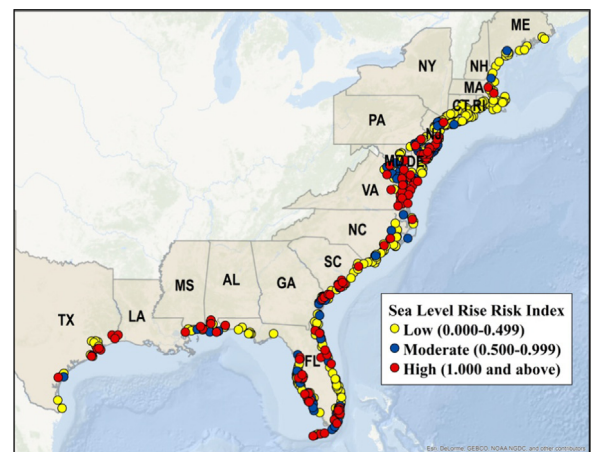 ME
NY
NH
MA
CT RI
PA
NJ
MD DE
VA
NC
SC
MS
AL
GA
TX
LA
FL
Sea Level Rise Risk Index
Low (0.000-0.499)
Moderate (0.500-0.999)
High (1.000 and above)
Esri, DeLorme, GEBCO, NOAA NGDC, and other contributors